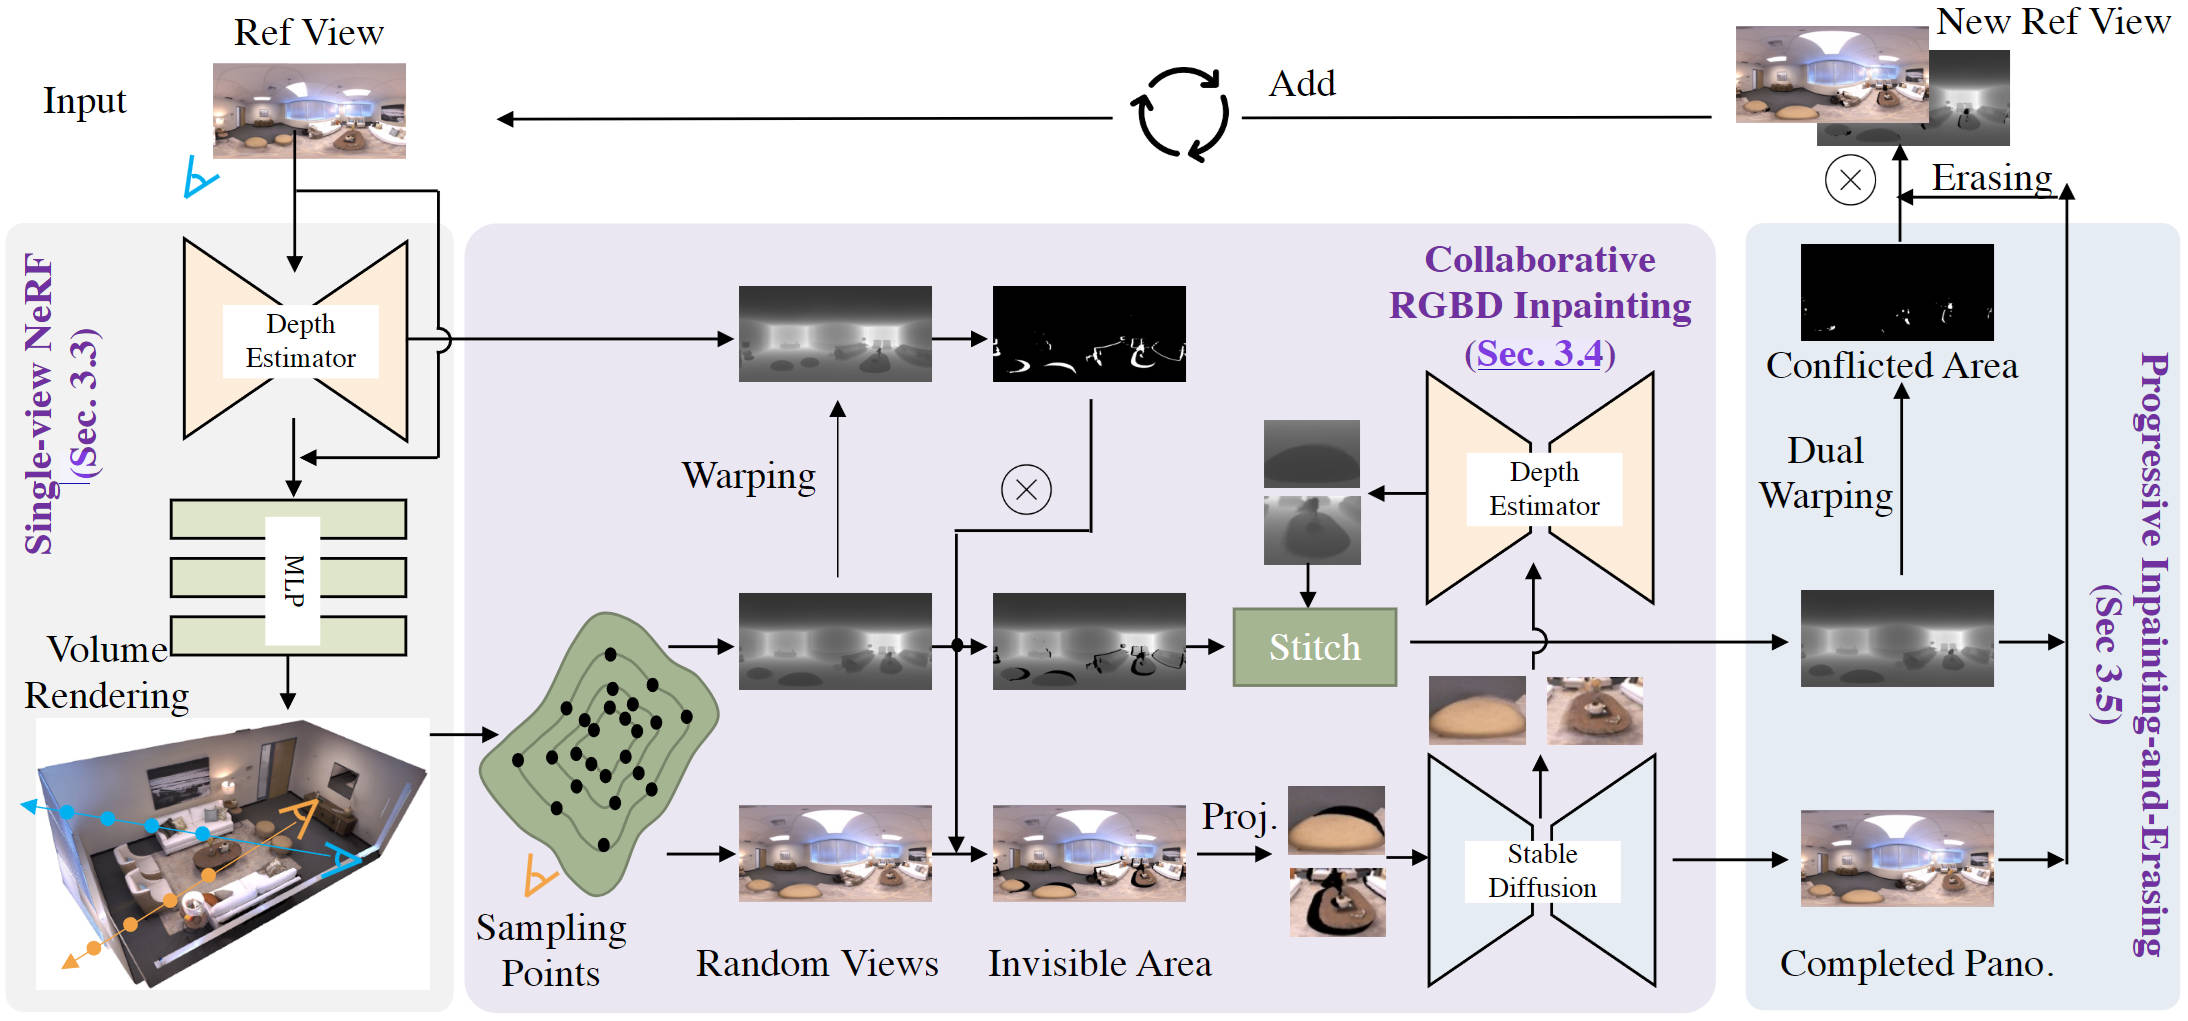 Ref View
New Ref View
Input
Add
Erasing
Single-view NeRF
(Sec. 3.3)
Depth
Estimator
MLP
Volume
Rendering
Collaborative
RGBD Inpainting
(Sec. 3.4)
Warping
Depth
Estimator
Stitch
Proj.
Stable
Diffusion
Sampling
Points
Random Views
Invisible Area
Conflicted Area
Dual
Warping
Completed Pano.
Progressive Inpainting-and-Erasing
(Sec 3.5)